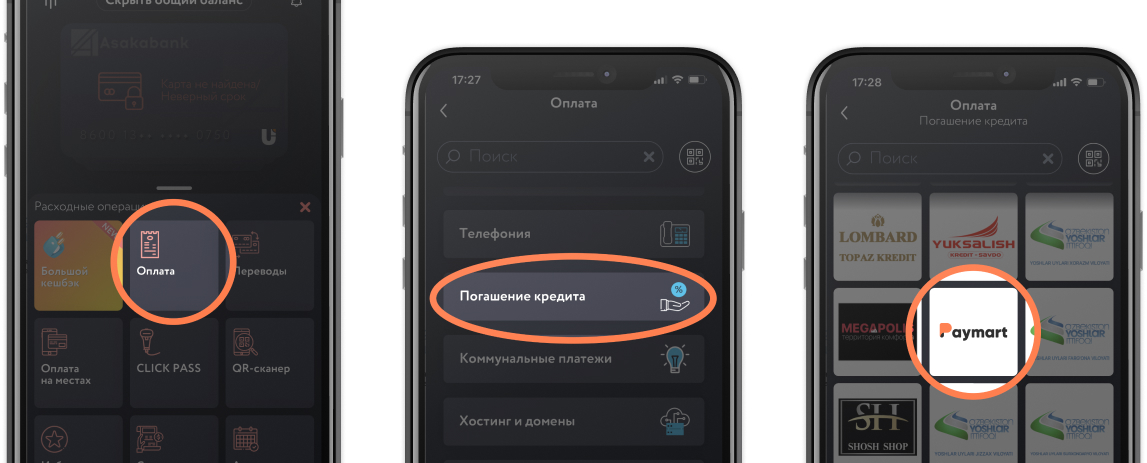 Скрыть общий баланс
Asakabank
Карта не найдена/
Неверный срок
Расходные операц
NEW
Большой
кешбэк
Оплата
Переводы
Оплата
на местах
CLICK PASS
QR-сканер
17:27
Оплата
Поиск
Телефония
%
Погашение кредита
Коммунальные платежи
Хостинг и домены
17:28
Оплата
Погашение кредита
Поиск
LOMBARD
TOPAZ KREDIT
YUKSALISH
KREDIT - SAVDO
O'ZBEKISTON
YOSHLAR
ITTIFOQI
MEGAPOLIS
территория комфорта
Paymart
O'ZBEKISTON
YOSHLAR
ITTIFOQI
SH
SHOSH SHOP
O'ZBEKISTON
YOSHLAR
ITTIFOQI
O'ZBEKISTON
YOSHLAR
ITTIFOQI